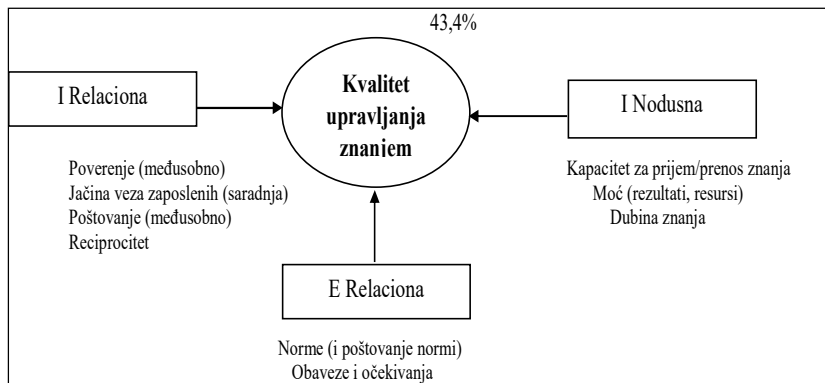 43,4%
I Relaciona
Kvalitet
upravljanja
znanjem
I Nodusna
Poverenje (međusobno)
Jačina veza zaposlenih (saradnja)
Poštovanje (međusobno)
Reciprocitet
Kapacitet za prijem/prenos znanja
Moć (rezultati, resursi)
Dubina znanja
E Relaciona
Norme (i poštovanje normi)
Obaveze i očekivanja